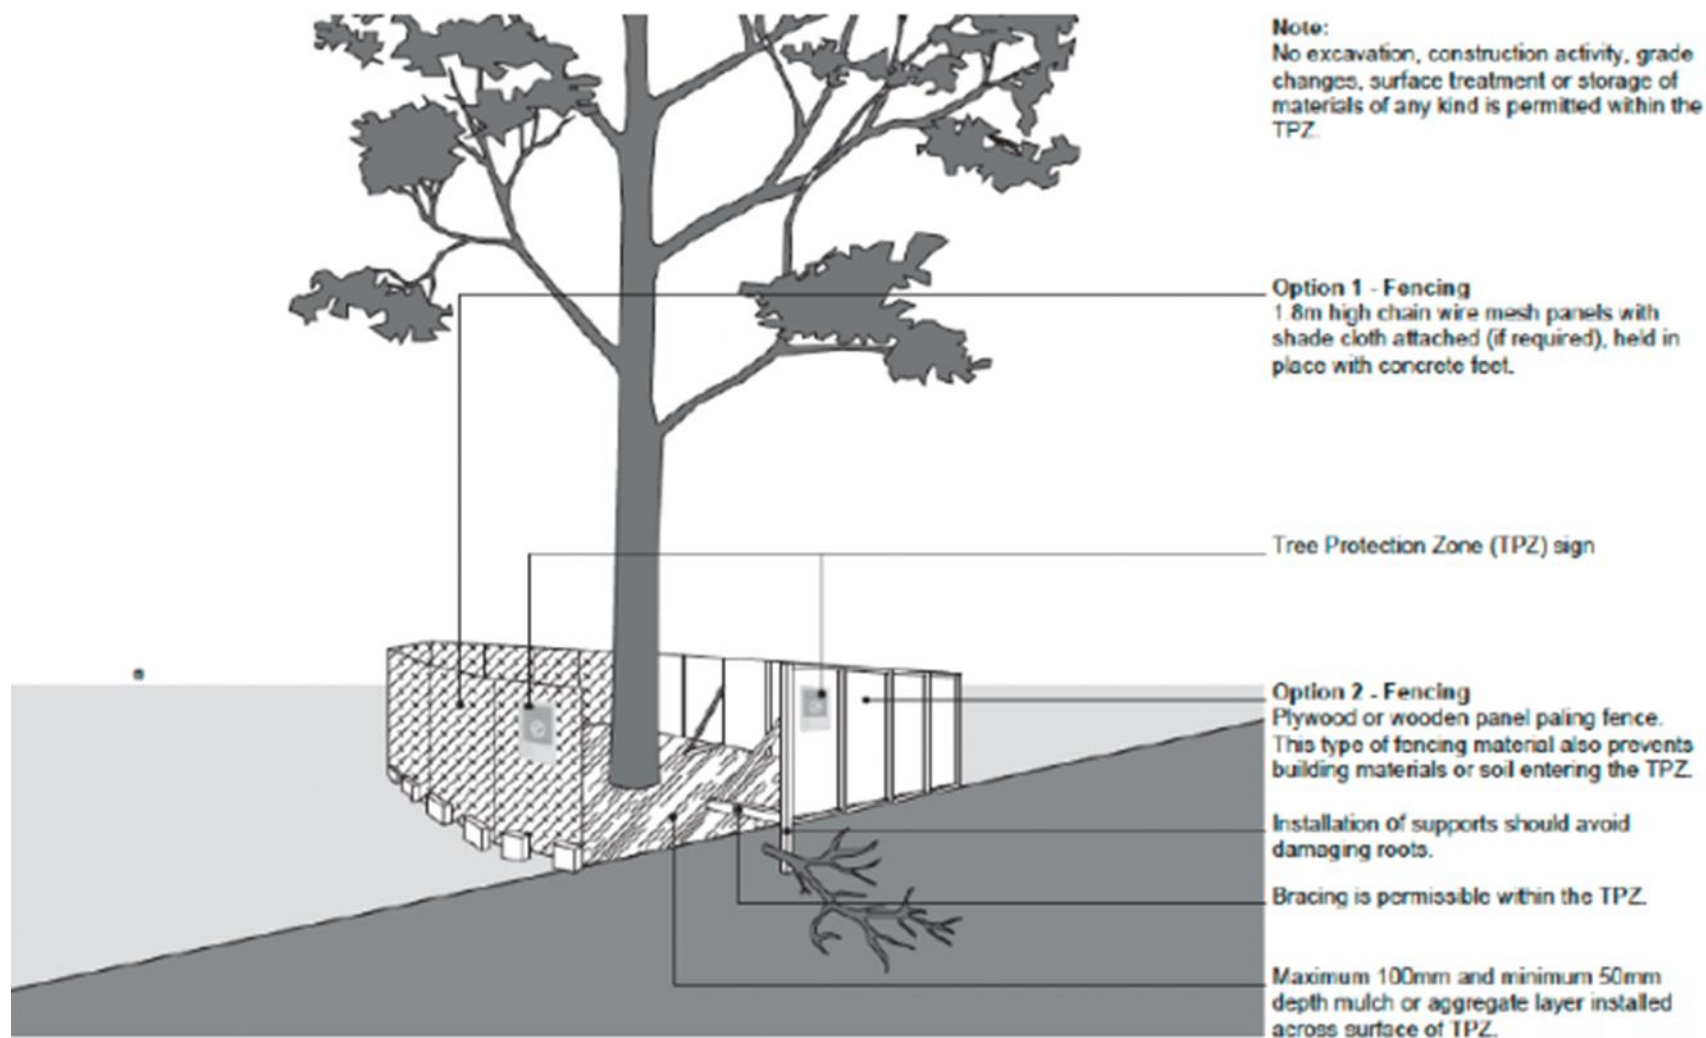 Note:
No excavation, construction activity, grade
changes, surface treatment or storage of
materials of any kind is permitted within the
TPZ.
Option 1 - Fencing
1.8m high chain wire mesh panels with
shade cloth attached (if required), held in
place with concrete feet.
Tree Protection Zone (TPZ) sign
Option 2 - Fencing
Plywood or wooden panel paling fence.
This type of fencing material also prevents
building materials or soil entering the TPZ.
Installation of supports should avoid
damaging roots.
Bracing is permissible within the TPZ.
Maximum 100mm and minimum 50mm
depth mulch or aggregate layer installed
across surface of TPZ.